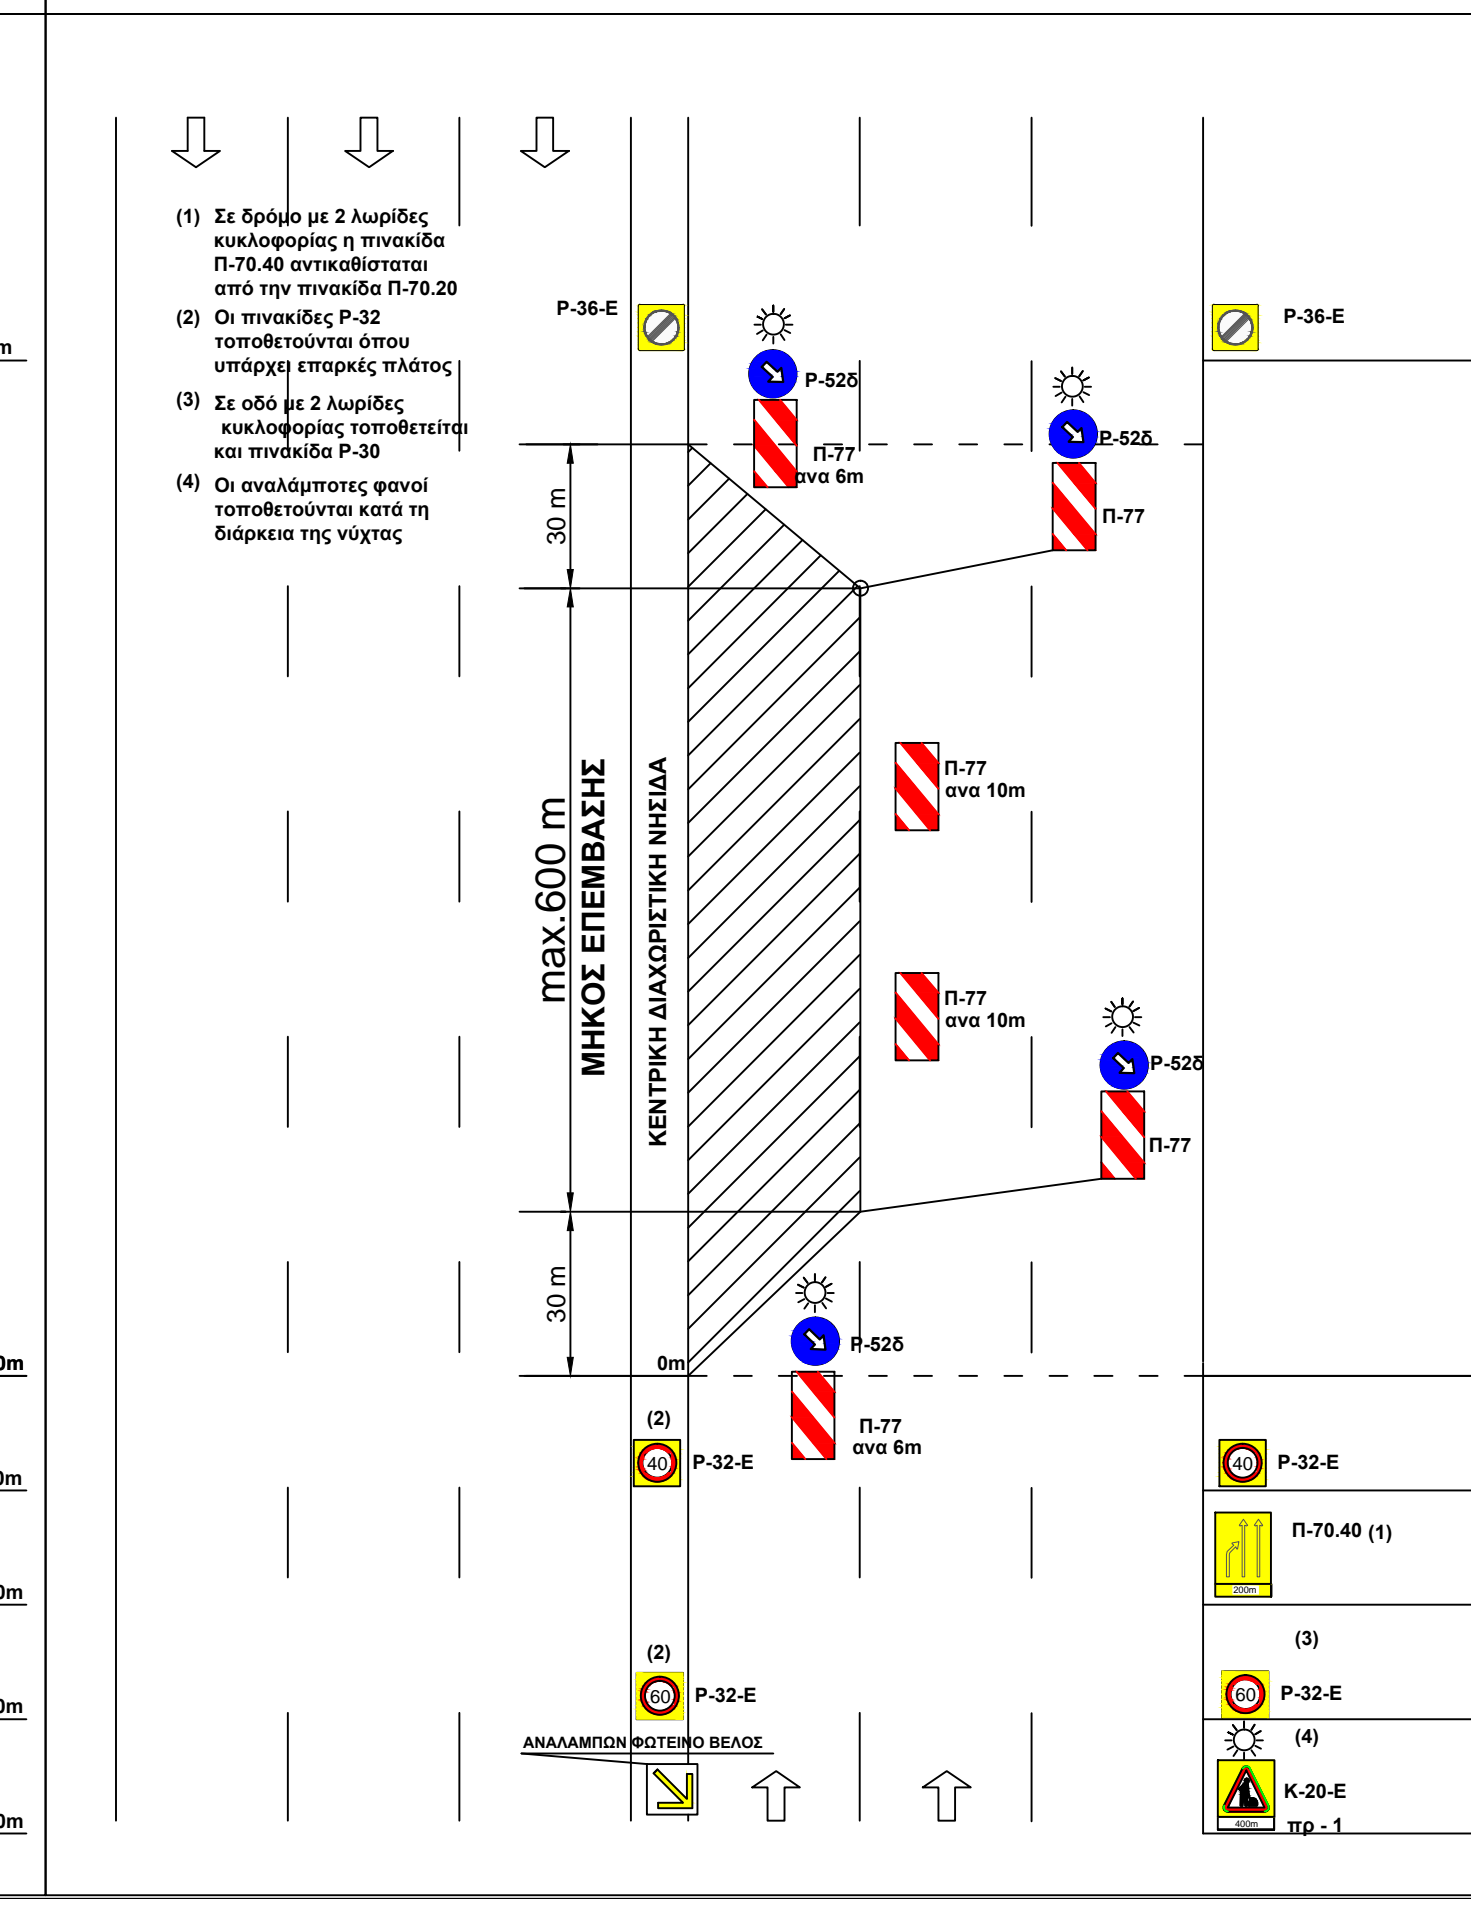 (1) Σε δρόμο με 2 λωρίδες
κυκλοφορίας η πινακίδα
Π-70.40 αντικαθίσταται
από την πινακίδα Π-70.20
(2) Οι πινακίδες Ρ-32
τοποθετούνται όπου
υπάρχει επαρκές πλάτος
(3) Σε οδό με 2 λωρίδες
κυκλοφορίας τοποθετείται
και πινακίδα Ρ-30
(4) Οι αναλάμποτες φανοί
τοποθετούνται κατά τη
διάρκεια της νύχτας
Ρ-36-Ε
Ρ-36-Ε
m
Ρ-52δ
Ρ-52δ
Π-77
ανα 6m
Π-77
30 m
max.600 m
ΜΗΚΟΣ ΕΠΕΜΒΑΣΗΣ
ΚΕΝΤΡΙΚΗ ΔΙΑΧΩΡΙΣΤΙΚΗ ΝΗΣΙΔΑ
Π-77
ανα 10m
Π-77
ανα 10m
Ρ-52δ
Π-77
30 m
Ρ-52δ
0m
0m
Π-77
ανα 6m
(2)
40
Ρ-32-Ε
40
Ρ-32-Ε
0m
Π-70.40 (1)
200m
0m
(2)
(3)
60
Ρ-32-Ε
60
Ρ-32-Ε
0m
ΑΝΑΛΑΜΠΩΝ ΦΩΤΕΙΝΟ ΒΕΛΟΣ
(4)
Κ-20-Ε
400m
πρ - 1
0m